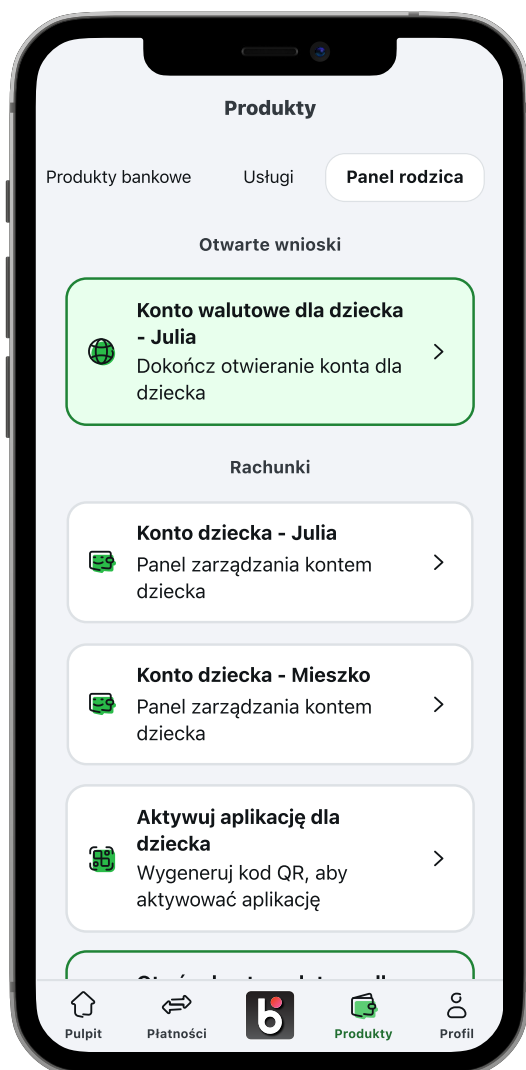 Produkty
Produkty bankowe Usługi Panel rodzica
Otwarte wnioski
Konto walutowe dla dziecka
- Julia
Dokończ otwieranie konta dla
dziecka
Rachunki
Konto dziecka - Julia
Panel zarządzania kontem
dziecka
Konto dziecka - Mieszko
Panel zarządzania kontem
dziecka
Aktywuj aplikację dla
dziecka
Wygeneruj kod QR, aby
aktywować aplikację
Pulpit Płatności b Produkty Profil